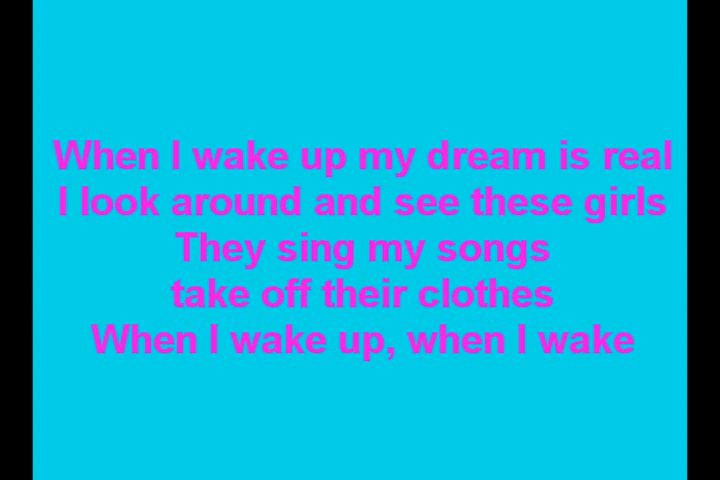 When I wake up my dream is real
I look around and see these girls
They sing my songs
take off their clothes
When I wake up, when I wake